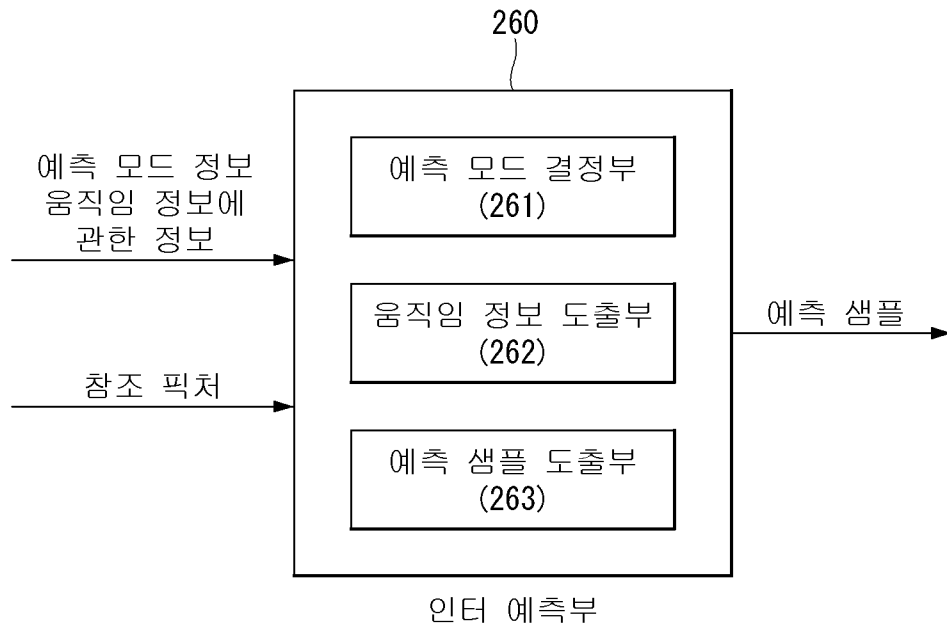 260
예측 모드 정보
움직임 정보에
관한 정보
참조 픽처
예측 모드 결정부
(261)
움직임 정보 도출부
(262)
예측 샘플 도출부
(263)
예측 샘플
인터 예측부